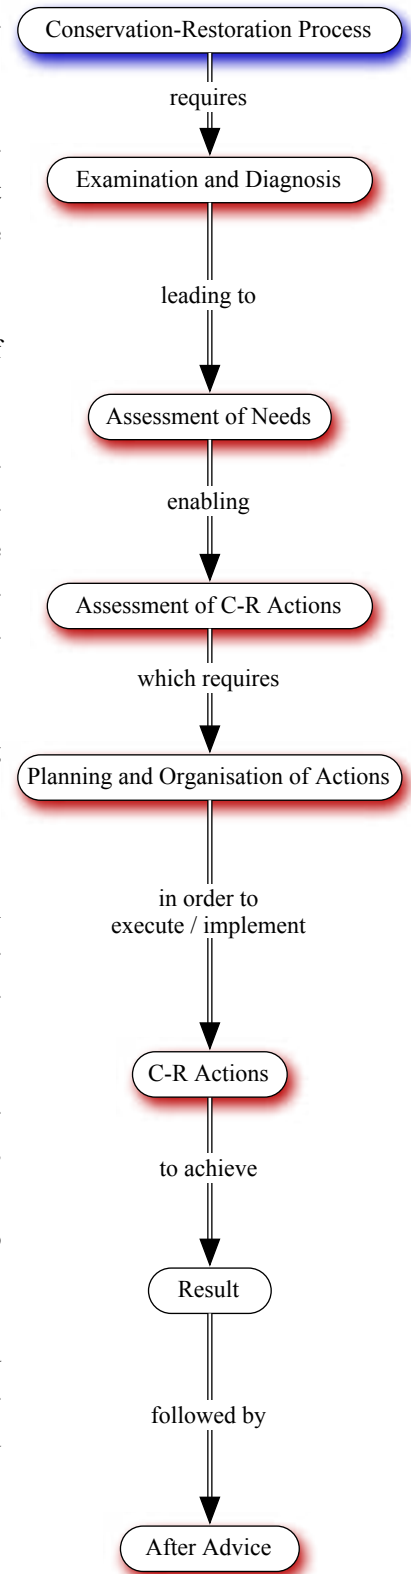 Conservation-Restoration Process
requires
Examination and Diagnosis
leading to
Assessment of Needs
enabling
Assessment of C-R Actions
which requires
Planning and Organisation of Actions
in order to
execute / implement
C-R Actions
to achieve
Result
followed by
After Advice